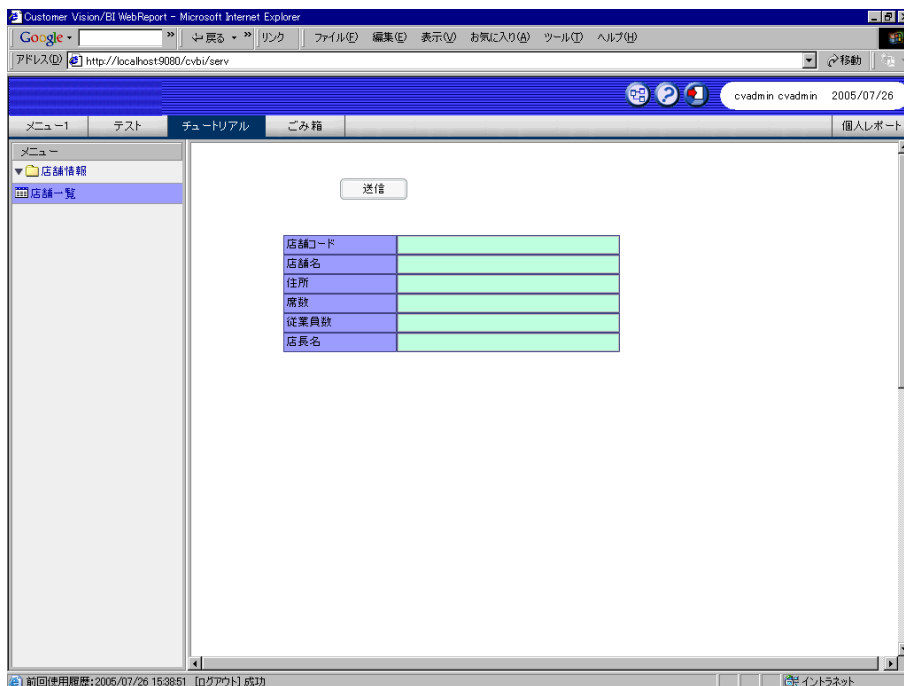 Customer Vision/BI WebReport - Microsoft Internet Explorer
Google 戻る リンク ファイル(F) 編集(E) 表示(V) お気に入り(A) ツール(T) ヘルプ(H)
アドレス(D) http://localhost:9080/cvbi/serv 移動
cvadmin cvadmin 2005/07/26
メニュー1 テスト チュートリアル ごみ箱 個人レポート
メニュー
店舗情報
店舗一覧
送信
店舗コード
店舗名
住所
席数
従業員数
店長名
前回使用履歴:2005/07/26 15:38:51 [ログアウト] 成功 イントラネット